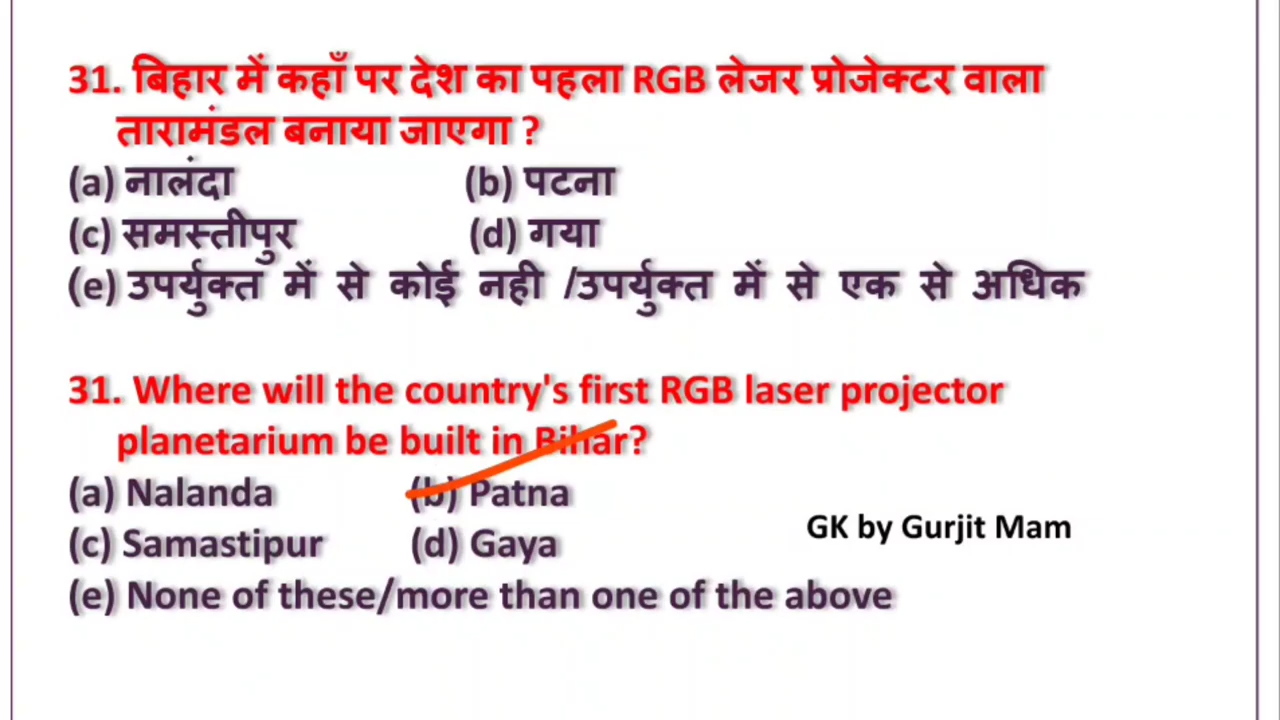 31. बिहार में कहाँ पर देश का पहला RGB लेजर प्रोजेक्टर वाला
तारामंडल बनाया जाएगा ?
(a) नालंदा (b) पटना
(c) समस्तीपुर (d) गया
(e) उपर्युक्त में से कोई नही /उपर्युक्त में से एक से अधिक
31. Where will the country's first RGB laser projector
planetarium be built in Bihar?
(a) Nalanda (b) Patna
(c) Samastipur (d) Gaya
GK by Gurjit Mam
(e) None of these/more than one of the above